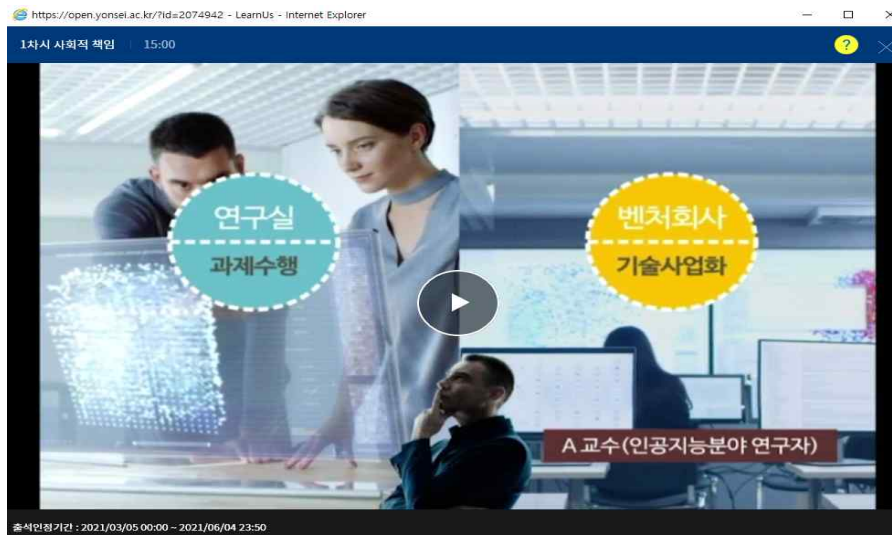 https://open.yonsei.ac.kr/?id=2074942 - LearnUs - Internet Explorer
1차시 사회적 책임 15:00
?
연구실
과제수행
벤처회사
기술사업화
A 교수(인공지능분야 연구자)
출석인정기간 : 2021/03/05 00:00 ~ 2021/06/04 23:50